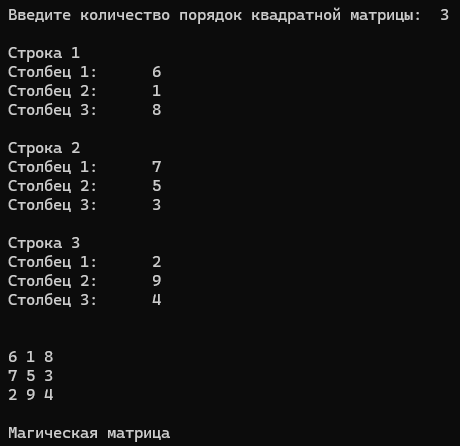 Введите количество порядок квадратной матрицы: 3
Строка 1
Столбец 1: 6
Столбец 2: 1
Столбец 3: 8
Строка 2
Столбец 1: 7
Столбец 2: 5
Столбец 3: 3
Строка 3
Столбец 1: 2
Столбец 2: 9
Столбец 3: 4
6 1 8
7 5 3
2 9 4
Магическая матрица